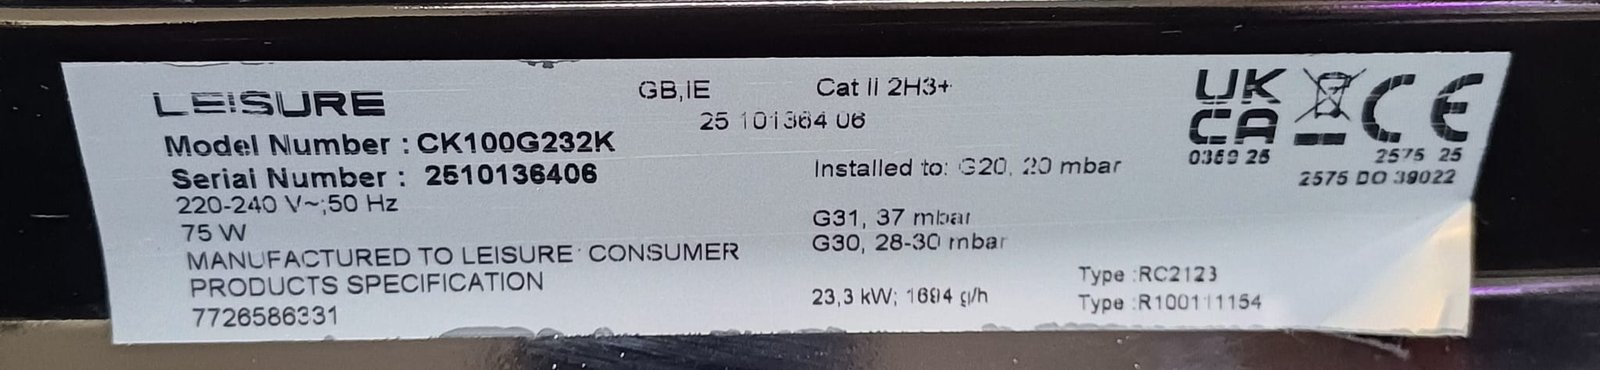 LEISURE
GB,IE
Cat II 2H3+
25 10136406
Model Number : CK100G232K
Serial Number : 2510136406
220-240 V~;50 Hz
75 W
MANUFACTURED TO LEISURE CONSUMER
PRODUCTS SPECIFICATION
7726586331
Installed to: G20, 20 mbar
G31, 37 mbar
G30, 28-30 mbar
23,3 kW; 1694 g/h
UK
CA
0359 25
CE
2575 25
2575 DO 39022
Type :RC2123
Type :R100111154